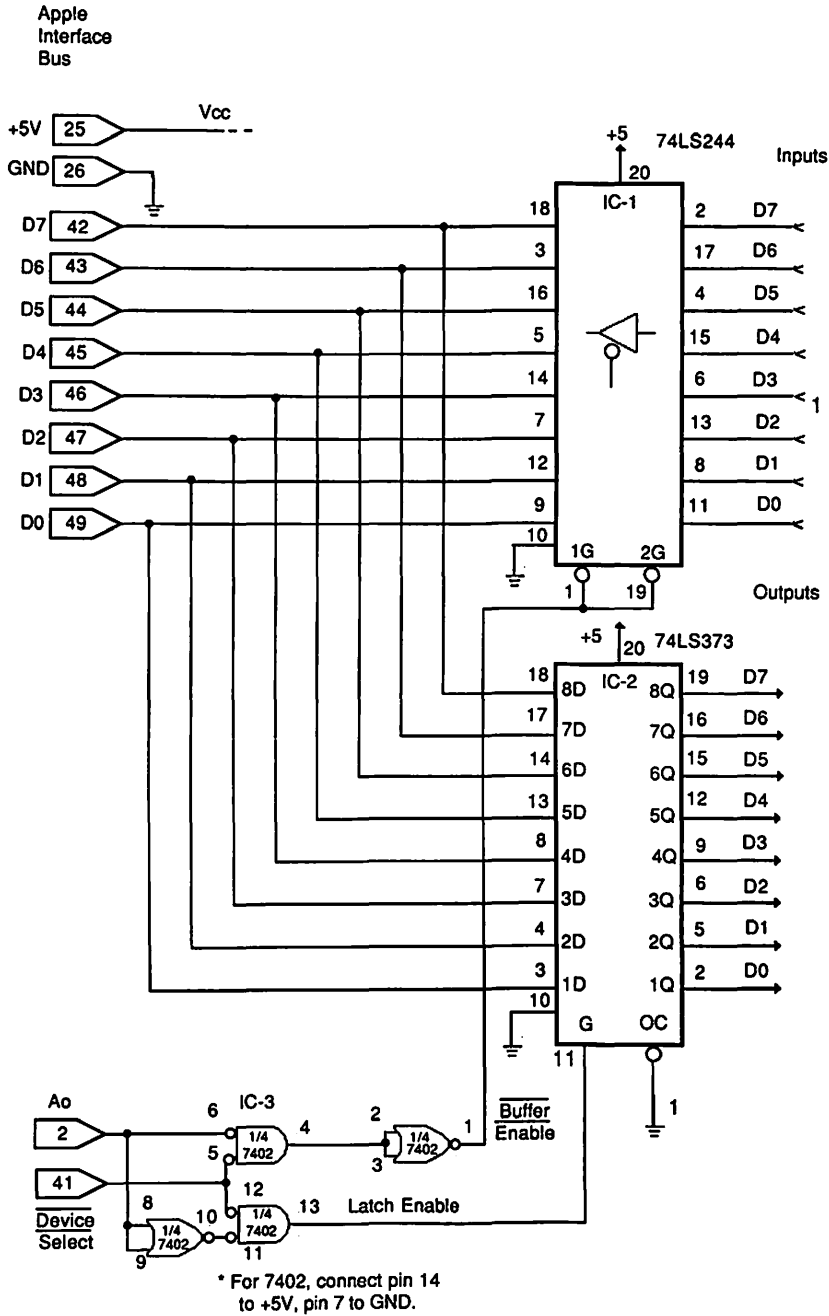 Apple
Interface
Bus
+5V 25 Vcc
GND 26
D7 42
D6 43
D5 44
D4 45
D3 46
D2 47
D1 48
D0 49
+5 74LS244
20
IC-1
Inputs
18 2 D7
3 17 D6
16 4 D5
5 15 D4
14 6 D3
1
7 13 D2
12 8 D1
9 11 D0
10
1G 2G
1 19
Outputs
+5 20 74LS373
IC-2
18 8D 8Q 19 D7
17 7D 7Q 16 D6
14 6D 6Q 15 D5
13 5D 5Q 12 D4
8 4D 4Q 9 D3
7 3D 3Q 6 D2
4 2D 2Q 5 D1
3 1D 1Q 2 D0
10
G OC
11
1
Ao
2
41
Device
Select
IC-3
6
5
1/4
7402
4
2
3
1/4
7402
1
Buffer
Enable
8
9
1/4
7402
10
12
11
1/4
7402
13
Latch Enable
* For 7402, connect pin 14
to +5V, pin 7 to GND.